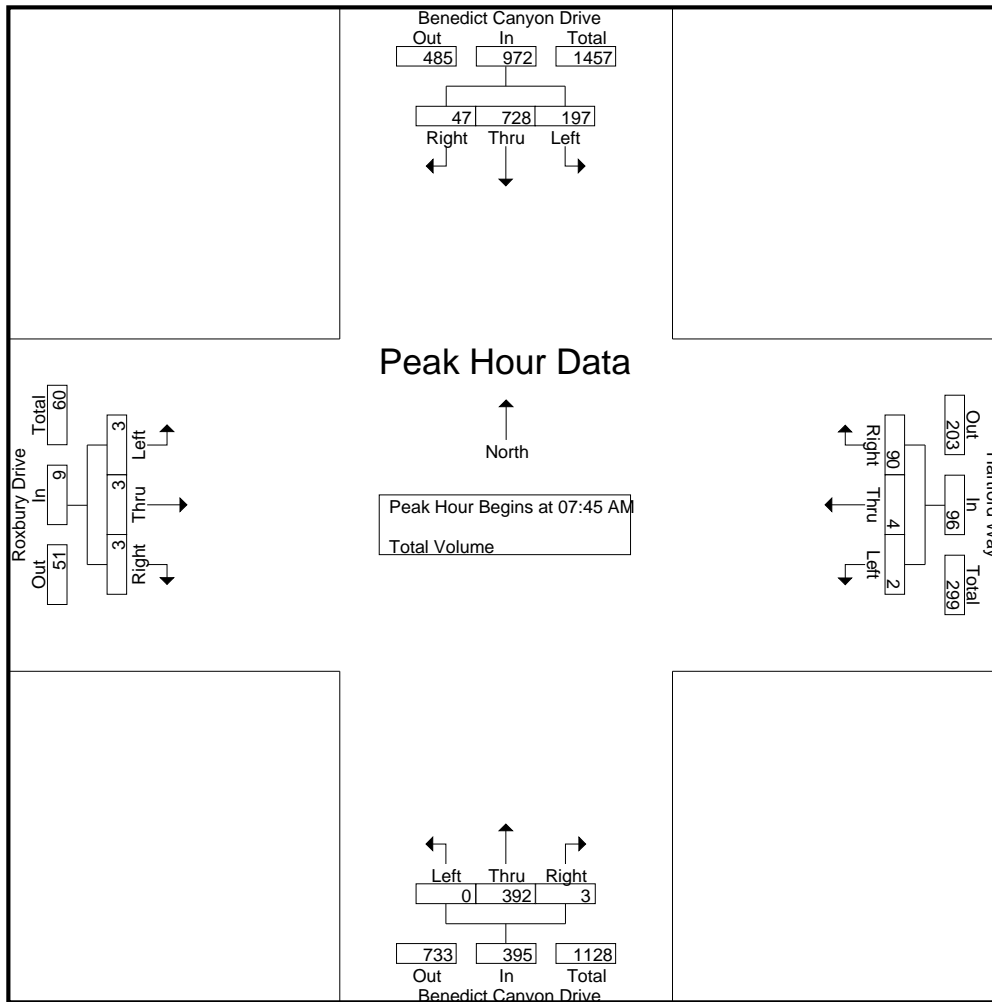 Benedict Canyon Drive
Out In Total
485 972 1457
47 728 197
Right Thru Left
Peak Hour Data
North
Peak Hour Begins at 07:45 AM
Total Volume
Roxbury Drive
Out In Total
51 9 60
3 3 3
Right Thru Left
Out In Total
203 96 299
90 4 2
Right Thru Left
Way
Left Thru Right
0 392 3
733 395 1128
Out In Total
Benedict Canyon Drive